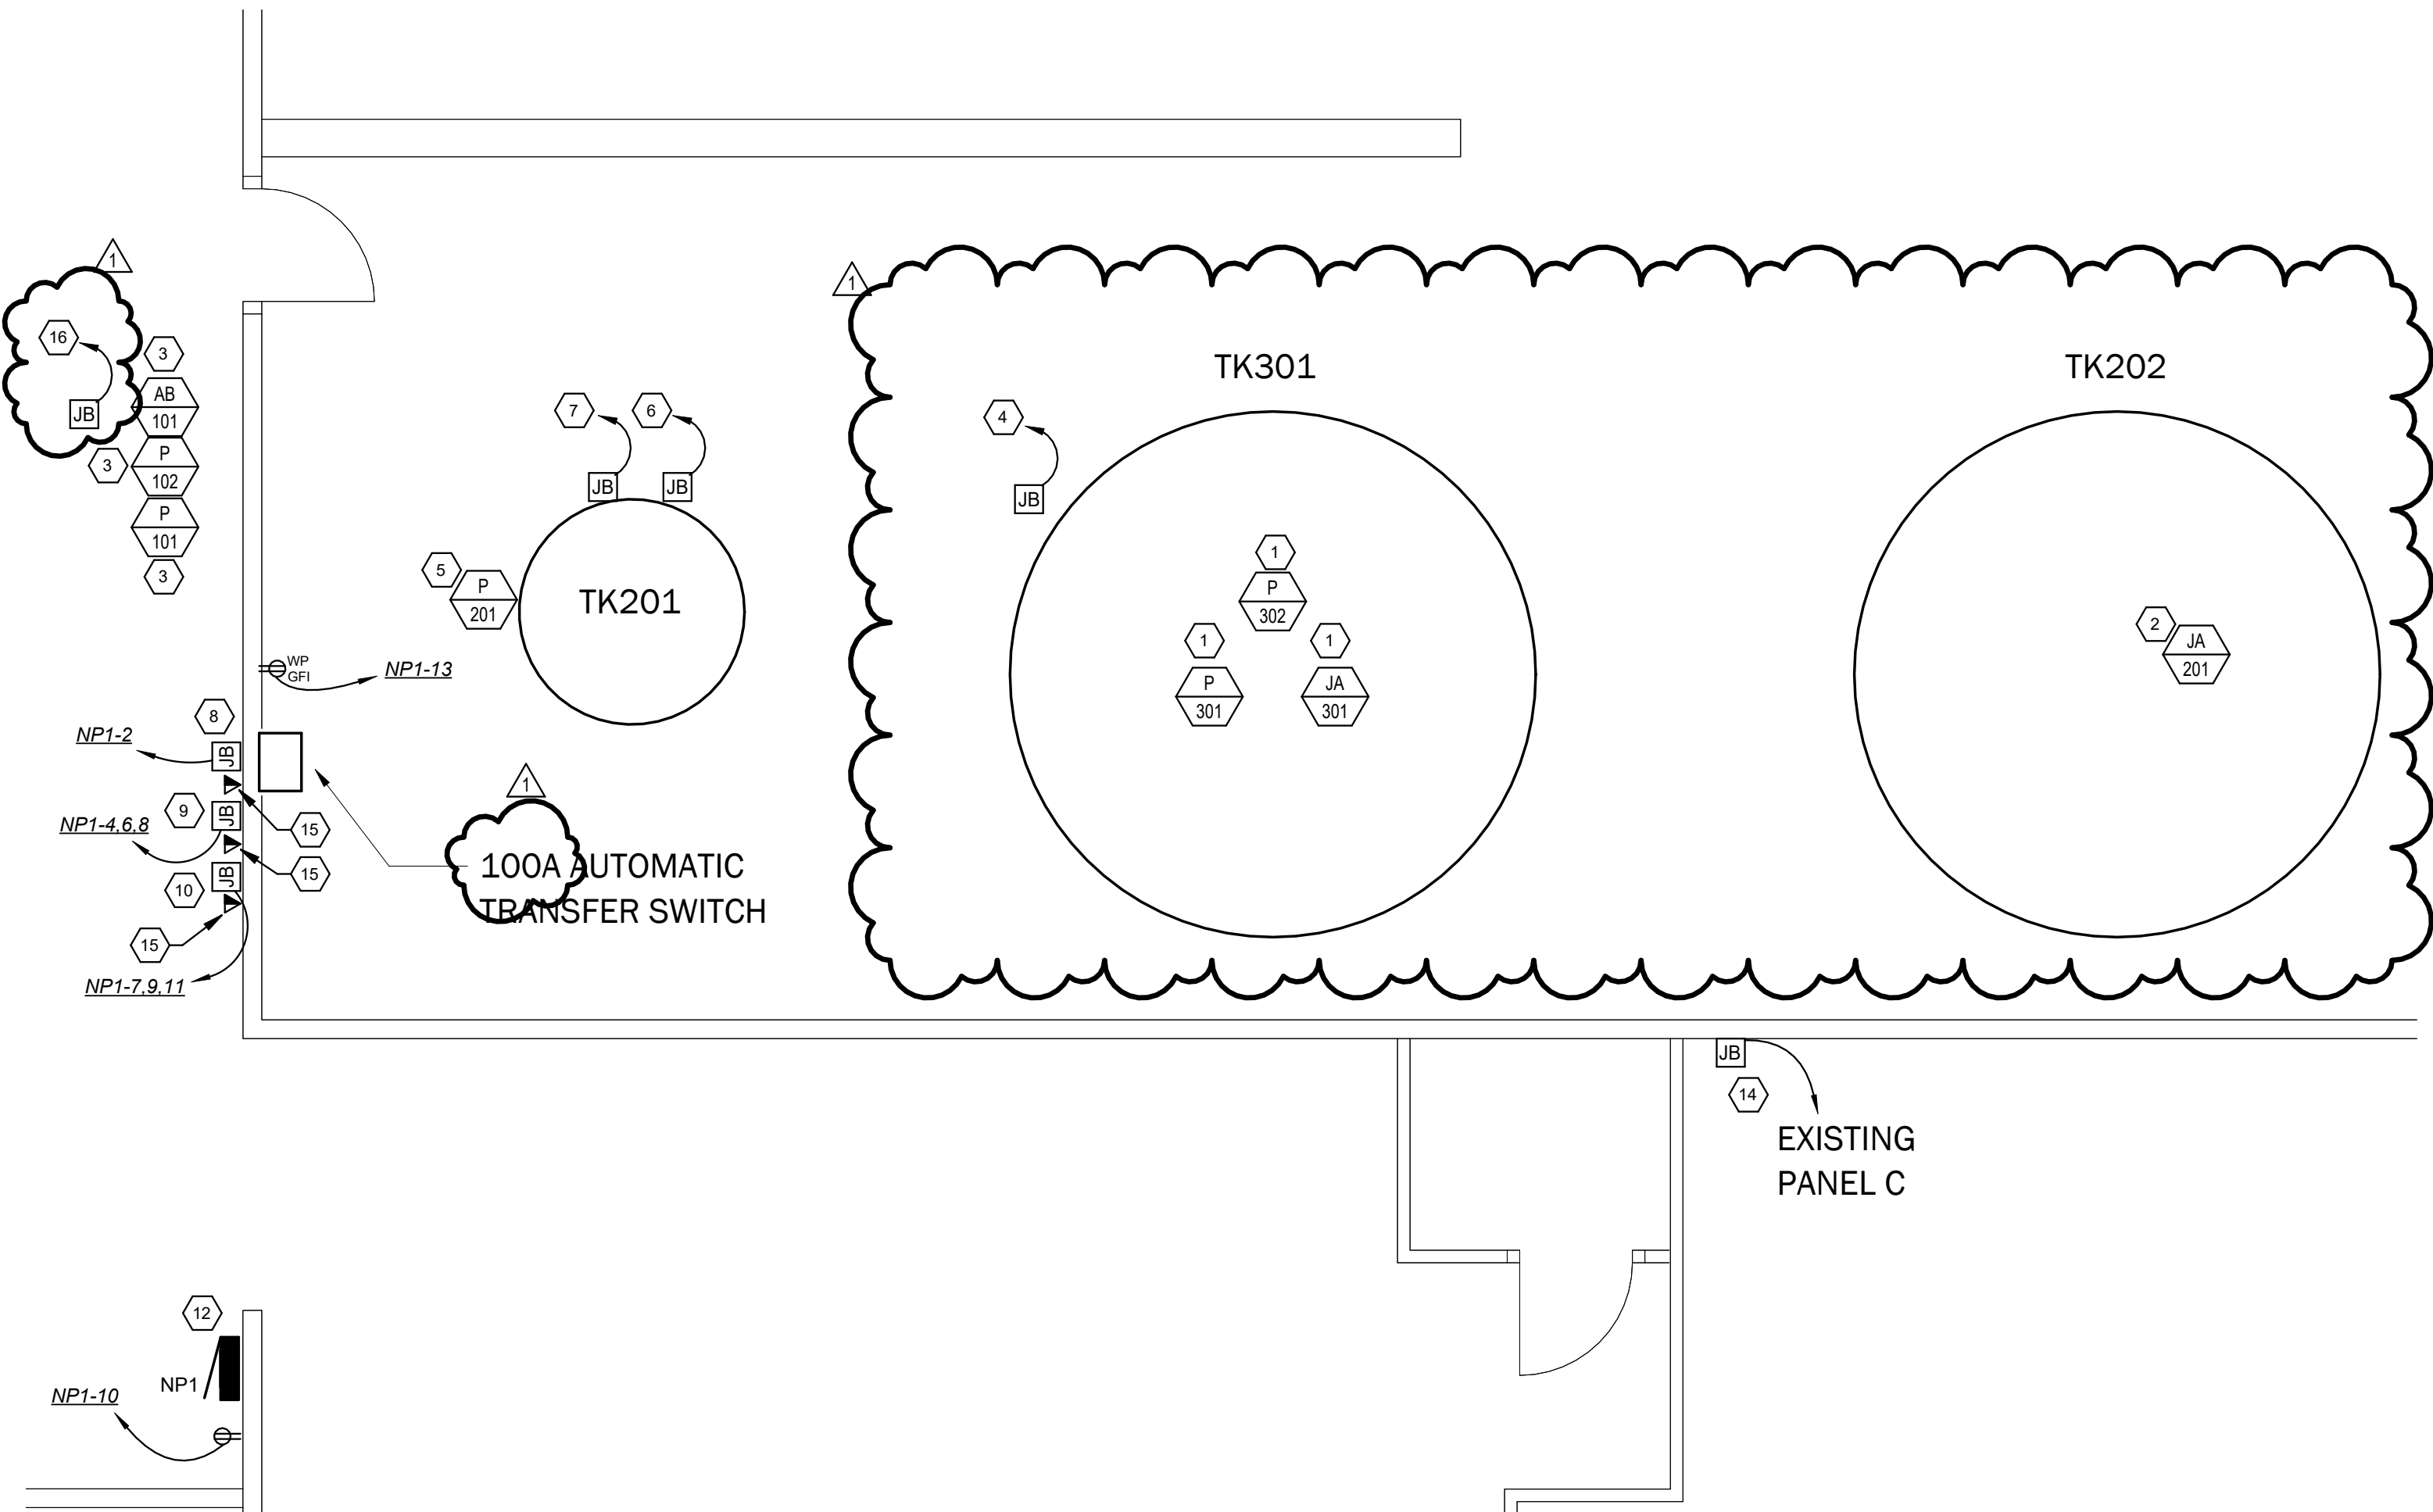 1
16
JB
3
AB
101
3
P
102
P
101
3
7
6
JB
JB
5
P
201
TK201
WP
GFI
NP1-13
8
NP1-2
JB
9
JB
NP1-4,6,8
15
15
10
JB
15
NP1-7,9,11
1
100A AUTOMATIC
TRANSFER SWITCH
1
TK301
TK202
4
JB
1
P
302
1
1
P
301
JA
301
2
JA
201
JB
14
EXISTING
PANEL C
12
NP1
NP1-10